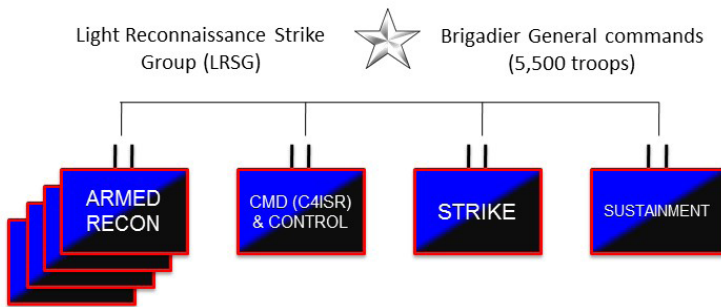 Light Reconnaissance Strike
Group (LRSG)
Brigadier General commands
(5,500 troops)
ARMED
RECON
CMD (C4ISR)
& CONTROL
STRIKE
SUSTAINMENT